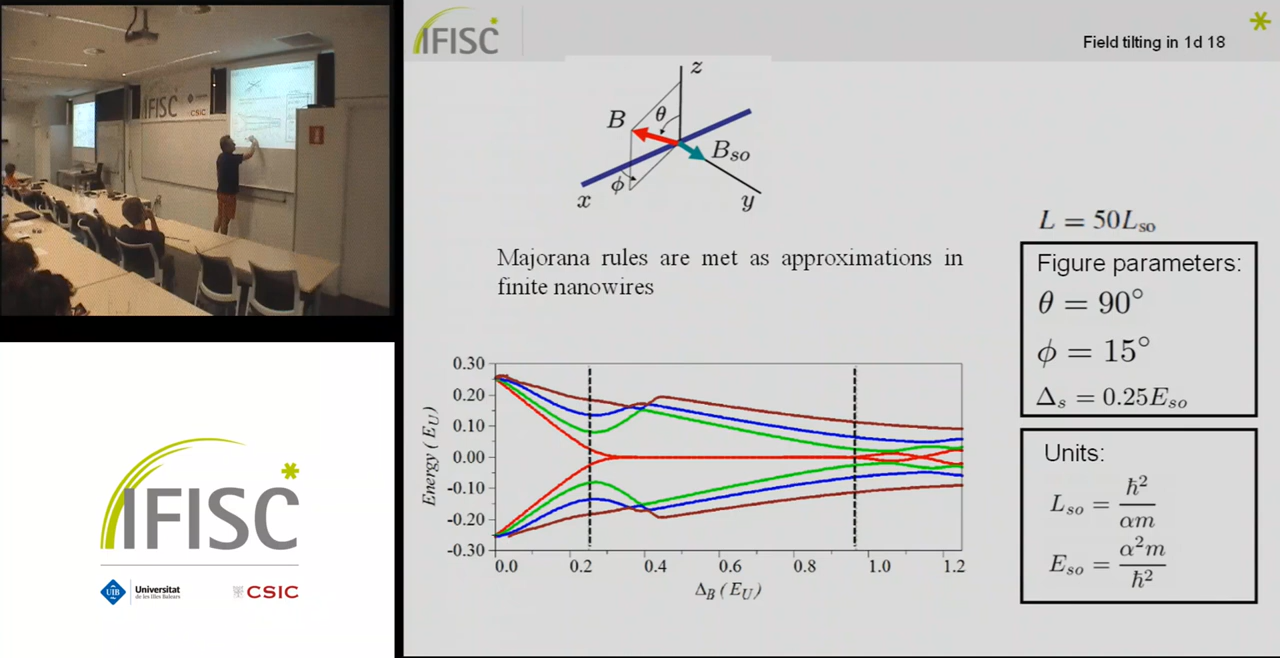 IFISC
CSIC
IFISC
Universitat
de les Illes Balears
CSIC
IFISC
Field tilting in 1d 18
z
B
θ
B_so
ϕ
x
y
Majorana rules are met as approximations in
finite nanowires
L = 50L_so
Figure parameters:
θ = 90°
ϕ = 15°
Δ_s = 0.25E_so
Units:
L_so = ℏ²/αm
E_so = α²m/ℏ²
Energy (E_U)
0.30
0.20
0.10
0.00
-0.10
-0.20
-0.30
0.0 0.2 0.4 0.6 0.8 1.0 1.2
Δ_B (E_U)